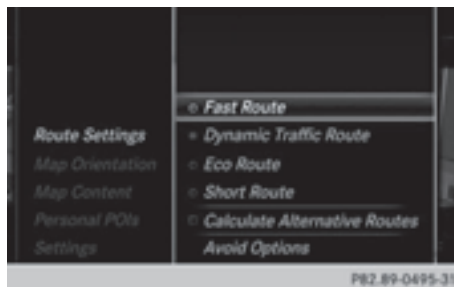 Fast Route
Route Settings
Dynamic Traffic Route
Map Orientation
Eco Route
Map Content
Short Route
Personal POIs
Calculate Alternative Routes
Settings
Avoid Options
P82.89-0495-31